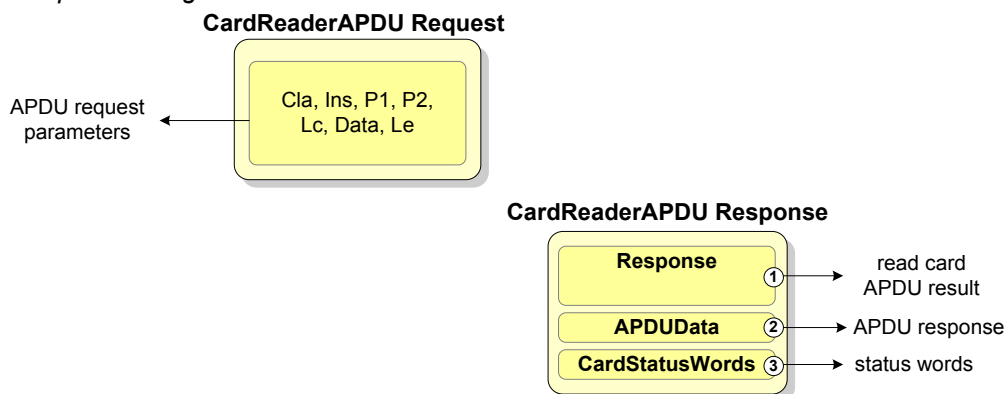 CardReaderAPDU Request
APDU request
parameters
Cla, Ins, P1, P2,
Lc, Data, Le
CardReaderAPDU Response
Response
1
read card
APDU result
APDUData
2
APDU response
CardStatusWords
3
status words